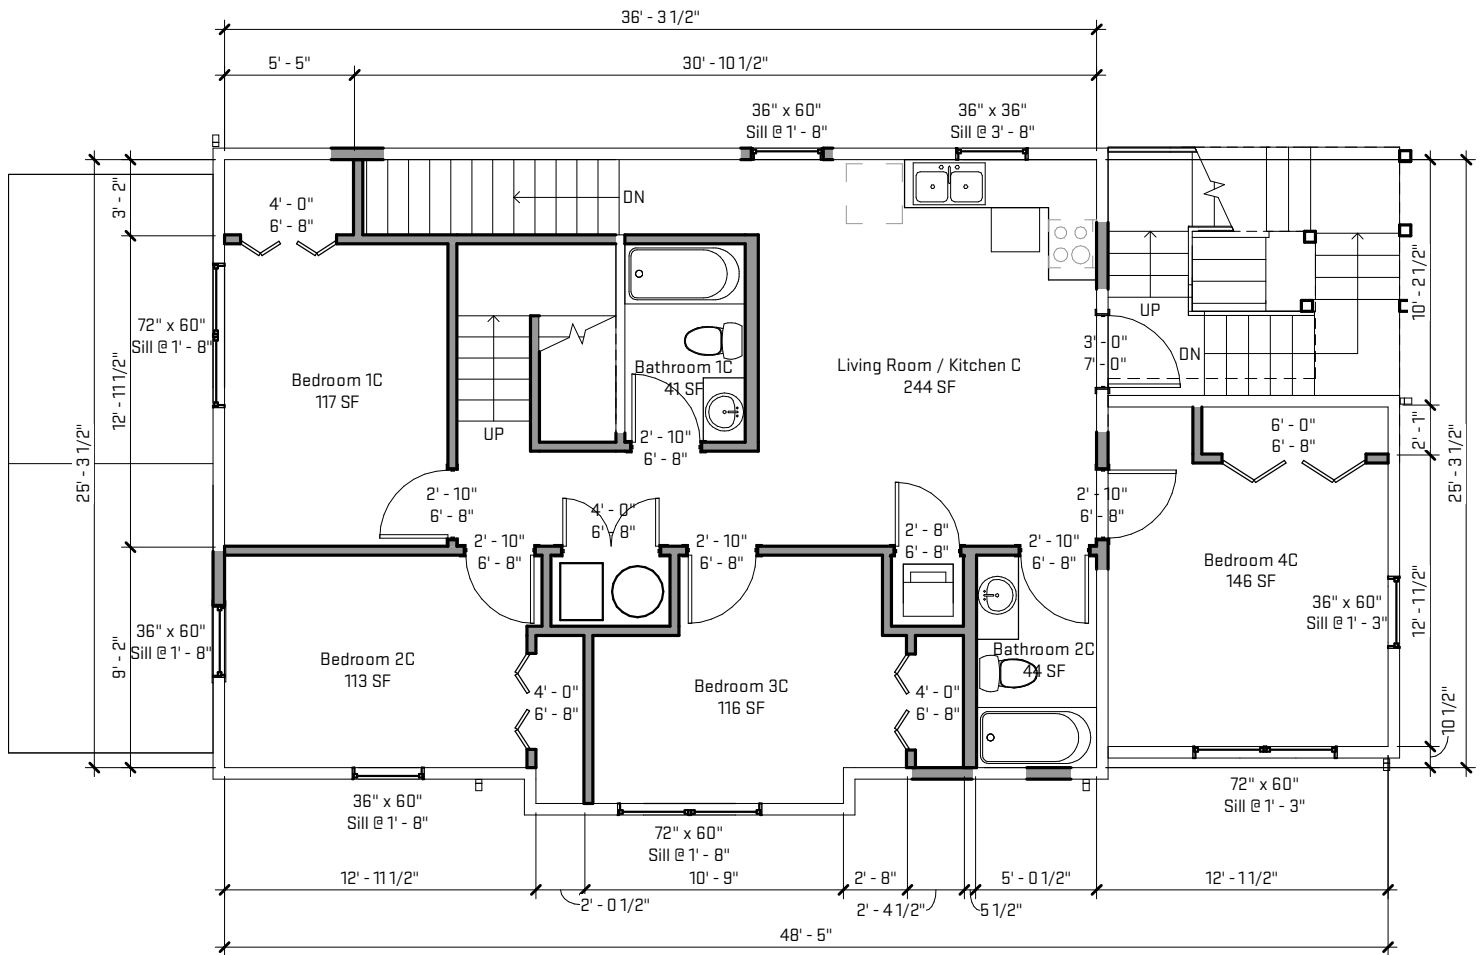 36' - 3 1/2"
5' - 5"
30' - 10 1/2"
36" x 60"
Sill @ 1' - 8"
36" x 36"
Sill @ 3' - 8"
3' - 2"
4' - 0"
6' - 8"
DN
72" x 60"
Sill @ 1' - 8"
12' - 11 1/2"
25' - 3 1/2"
Bedroom 1C
117 SF
UP
Bathroom 1C
41 SF
2' - 10"
6' - 8"
Living Room / Kitchen C
244 SF
3' - 0"
7' - 0"
UP
DN
10' - 2 1/2"
2' - 1"
25' - 3 1/2"
6' - 0"
6' - 8"
2' - 10"
6' - 8"
2' - 10"
6' - 8"
4' - 0"
6' - 8"
2' - 10"
6' - 8"
2' - 8"
6' - 8"
2' - 10"
6' - 8"
2' - 10"
6' - 8"
Bedroom 4C
146 SF
36" x 60"
Sill @ 1' - 3"
12' - 1 1/2"
10 1/2"
9' - 2"
36" x 60"
Sill @ 1' - 8"
Bedroom 2C
113 SF
4' - 0"
6' - 8"
Bedroom 3C
116 SF
4' - 0"
6' - 8"
Bathroom 2C
44 SF
36" x 60"
Sill @ 1' - 8"
72" x 60"
Sill @ 1' - 8"
72" x 60"
Sill @ 1' - 3"
12' - 11 1/2"
2' - 0 1/2"
10' - 9"
2' - 8"
2' - 4 1/2"
5 1/2"
5' - 0 1/2"
12' - 1 1/2"
48' - 5"